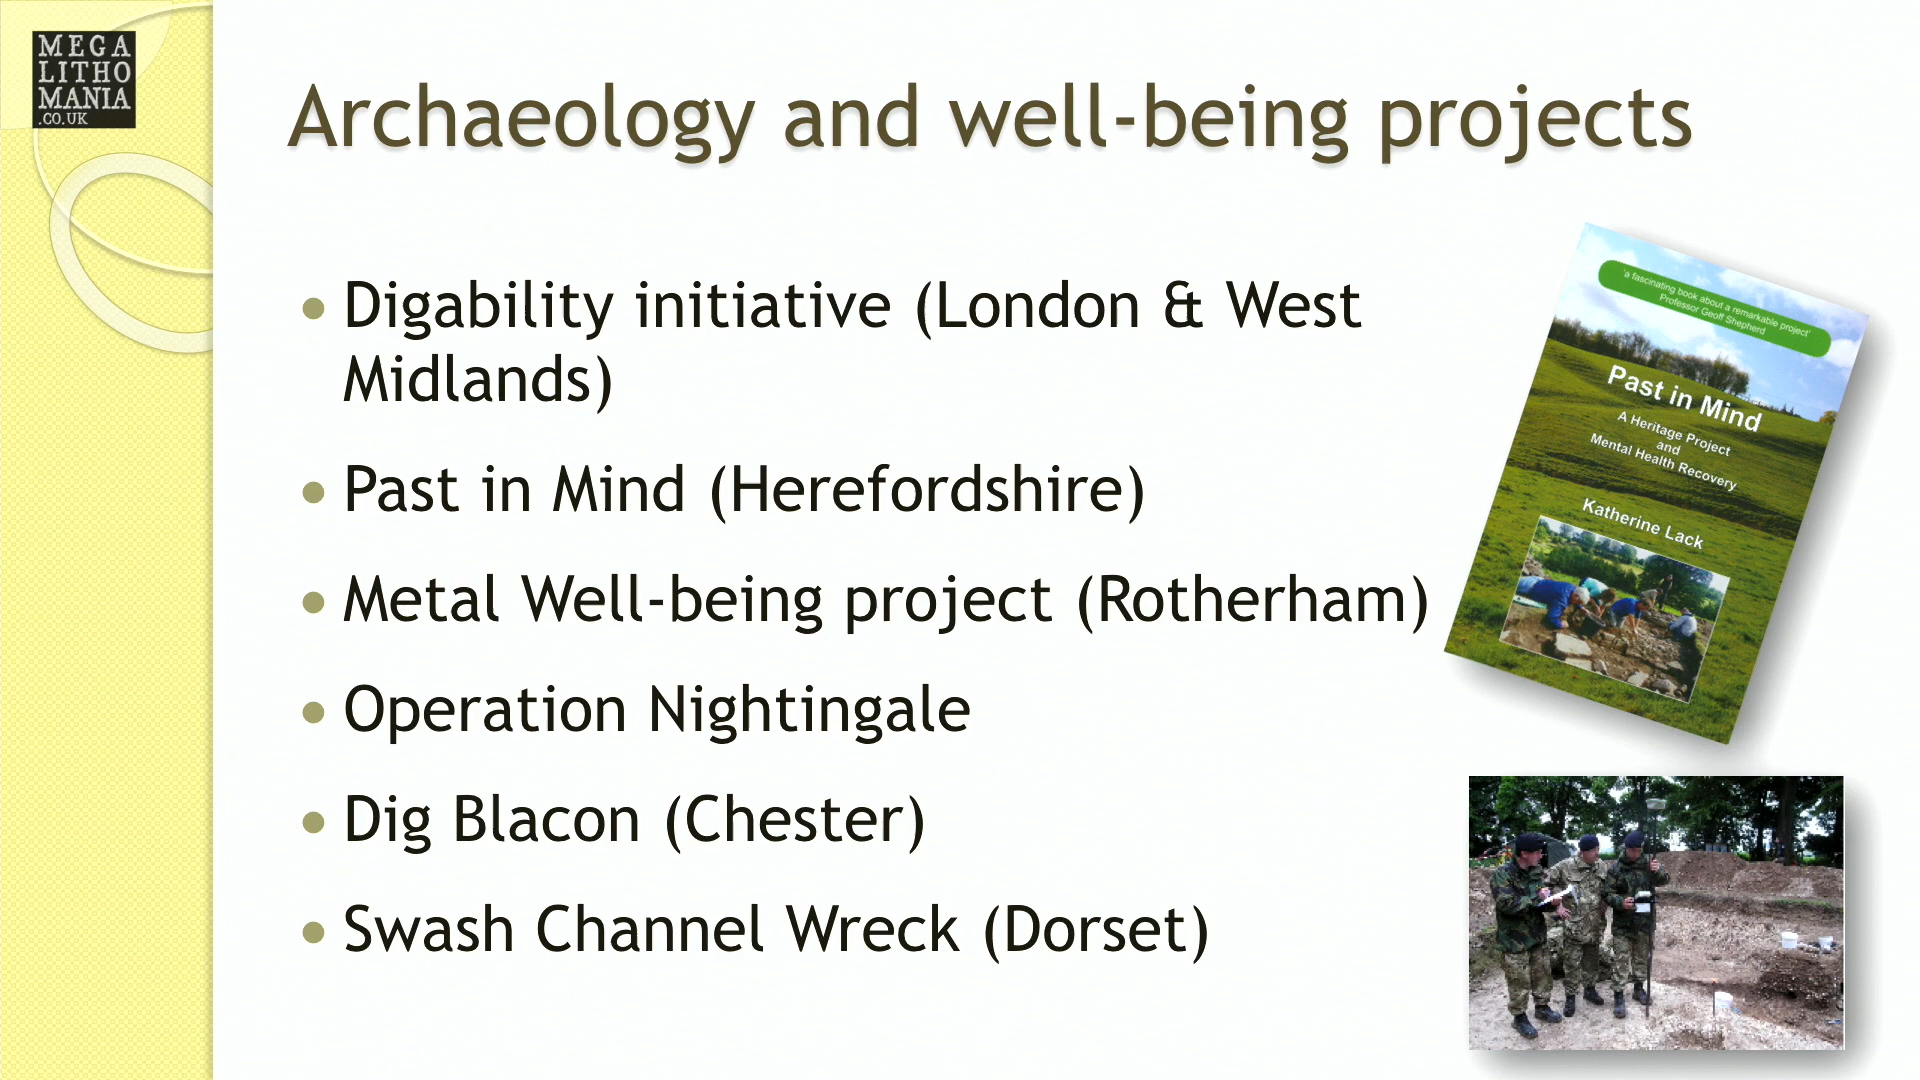 MEGA
LITHO
MANIA
.CO.UK
Archaeology and well-being projects
• Digability initiative (London & West
Midlands)
• Past in Mind (Herefordshire)
• Metal Well-being project (Rotherham)
• Operation Nightingale
• Dig Blacon (Chester)
• Swash Channel Wreck (Dorset)
'a fascinating book about a remarkable project'
Professor Geoff Shepherd
Past in Mind
A Heritage Project
and
Mental Health Recovery
Katherine Lack